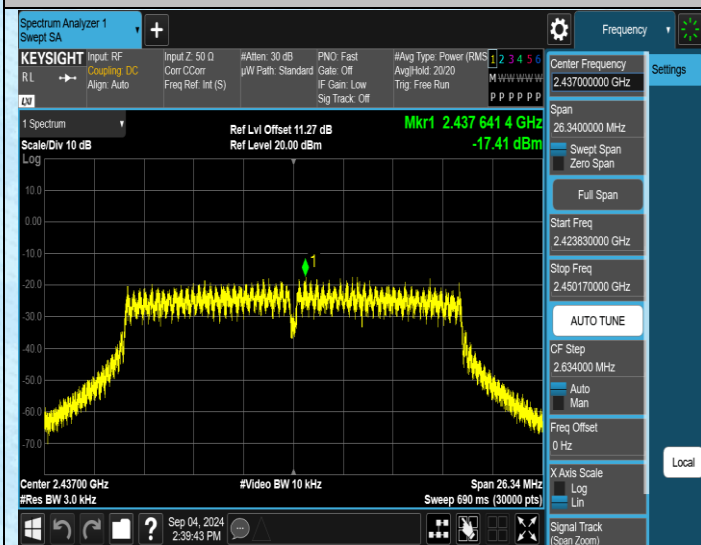 Spectrum Analyzer 1
Swept SA
+
Frequency
KEYSIGHT
RL
LXI
Input: RF
Coupling: DC
Align: Auto
Input Z: 50 Ω
Corr CCorr
Freq Ref: Int (S)
#Atten: 30 dB
µW Path: Standard
PNO: Fast
Gate: Off
IF Gain: Low
Sig Track: Off
#Avg Type: Power (RMS
Avg|Hold: 20/20
Trig: Free Run
1 2 3 4 5 6
M W W W W W
P P P P P P
Center Frequency
2.437000000 GHz
Settings
Span
26.3400000 MHz
Swept Span
Zero Span
Full Span
Start Freq
2.423830000 GHz
Stop Freq
2.450170000 GHz
AUTO TUNE
CF Step
2.634000 MHz
Auto
Man
Freq Offset
0 Hz
X Axis Scale
Log
Lin
Signal Track
(Span Zoom)
Local
1 Spectrum
Scale/Div 10 dB
Ref Lvl Offset 11.27 dB
Ref Level 20.00 dBm
Mkr1 2.437 641 4 GHz
-17.41 dBm
Log
10.0
0.00
-10.0
-20.0
-30.0
-40.0
-50.0
-60.0
-70.0
1
Center 2.43700 GHz
#Res BW 3.0 kHz
#Video BW 10 kHz
Span 26.34 MHz
Sweep 690 ms (30000 pts)
?
Sep 04, 2024
2:39:43 PM